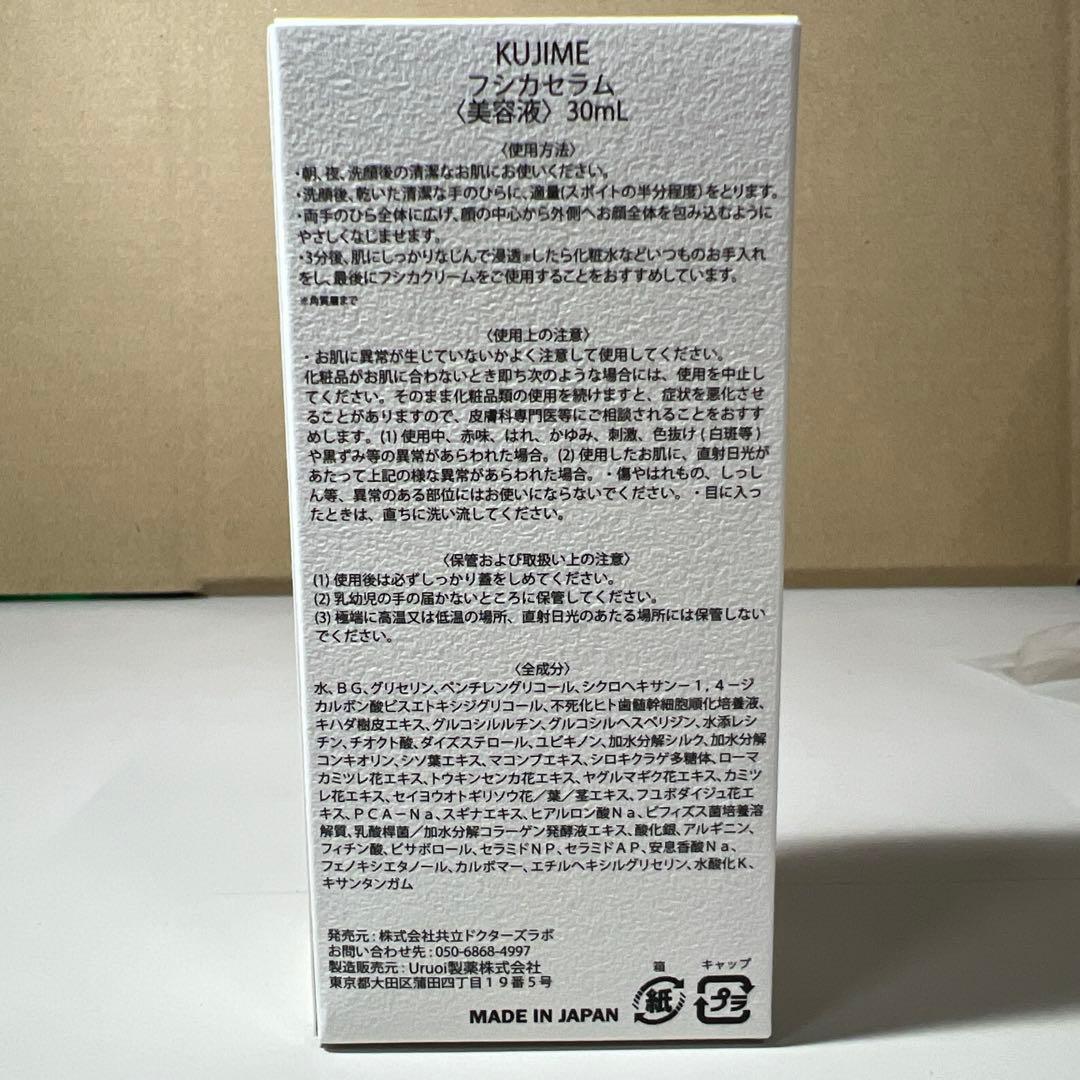 KUJIME
フシカセラム
〈美容液〉 30mL
〈使用方法〉
・朝、夜、洗顔後の清潔なお肌にお使いください。
・洗顔後、乾いた清潔な手のひらに、適量(スポイトの半分程度)をとります。
・両手のひら全体に広げ、顔の中心から外側へお顔全体を包み込むように
やさしくなじませます。
・3分後、肌にしっかりなじんで浸透※したら化粧水などいつものお手入れ
をし、最後にフシカクリームをご使用することをおすすめしています。
※角質層まで
〈使用上の注意〉
・お肌に異常が生じていないかよく注意して使用してください。
化粧品がお肌に合わないとき即ち次のような場合には、使用を中止し
てください。そのまま化粧品類の使用を続けますと、症状を悪化させ
ることがありますので、皮膚科専門医等にご相談されることをおすす
めします。(1) 使用中、赤味、はれ、かゆみ、刺激、色抜け ( 白斑等 )
や黒ずみ等の異常があらわれた場合。(2) 使用したお肌に、直射日光が
あたって上記の様な異常があらわれた場合。・傷やはれもの、しっし
ん等、異常のある部位にはお使いにならないでください。・目に入っ
たときは、直ちに洗い流してください。
〈保管および取扱い上の注意〉
(1) 使用後は必ずしっかり蓋をしめてください。
(2) 乳幼児の手の届かないところに保管してください。
(3) 極端に高温又は低温の場所、直射日光のあたる場所には保管しない
でください。
〈全成分〉
水、ＢＧ、グリセリン、ペンチレングリコール、シクロヘキサン－１，４－ジ
カルボン酸ビスエトキシジグリコール、不死化ヒト歯髄幹細胞順化培養液、
キハダ樹皮エキス、グルコシルルチン、グルコシルヘスペリジン、水添レシ
チン、チオクト酸、ダイズステロール、ユビキノン、加水分解シルク、加水分解
コンキオリン、シソ葉エキス、マコンブエキス、シロキクラゲ多糖体、ローマ
カミツレ花エキス、トウキンセンカ花エキス、ヤグルマギク花エキス、カミツ
レ花エキス、セイヨウオトギリソウ花／葉／茎エキス、フユボダイジュ花エ
キス、ＰＣＡ－Ｎａ、スギナエキス、ヒアルロン酸Ｎａ、ビフィズス菌培養溶
解質、乳酸桿菌／加水分解コラーゲン発酵液エキス、酸化銀、アルギニン、
フィチン酸、ビサボロール、セラミドＮＰ、セラミドＡＰ、安息香酸Ｎａ、
フェノキシエタノール、カルボマー、エチルヘキシルグリセリン、水酸化Ｋ、
キサンタンガム
発売元：株式会社共立ドクターズラボ
お問い合わせ先：050-6868-4997
製造販売元：Uruoi製薬株式会社
東京都大田区蒲田四丁目１９番５号
箱 キャップ
紙 プラ
MADE IN JAPAN